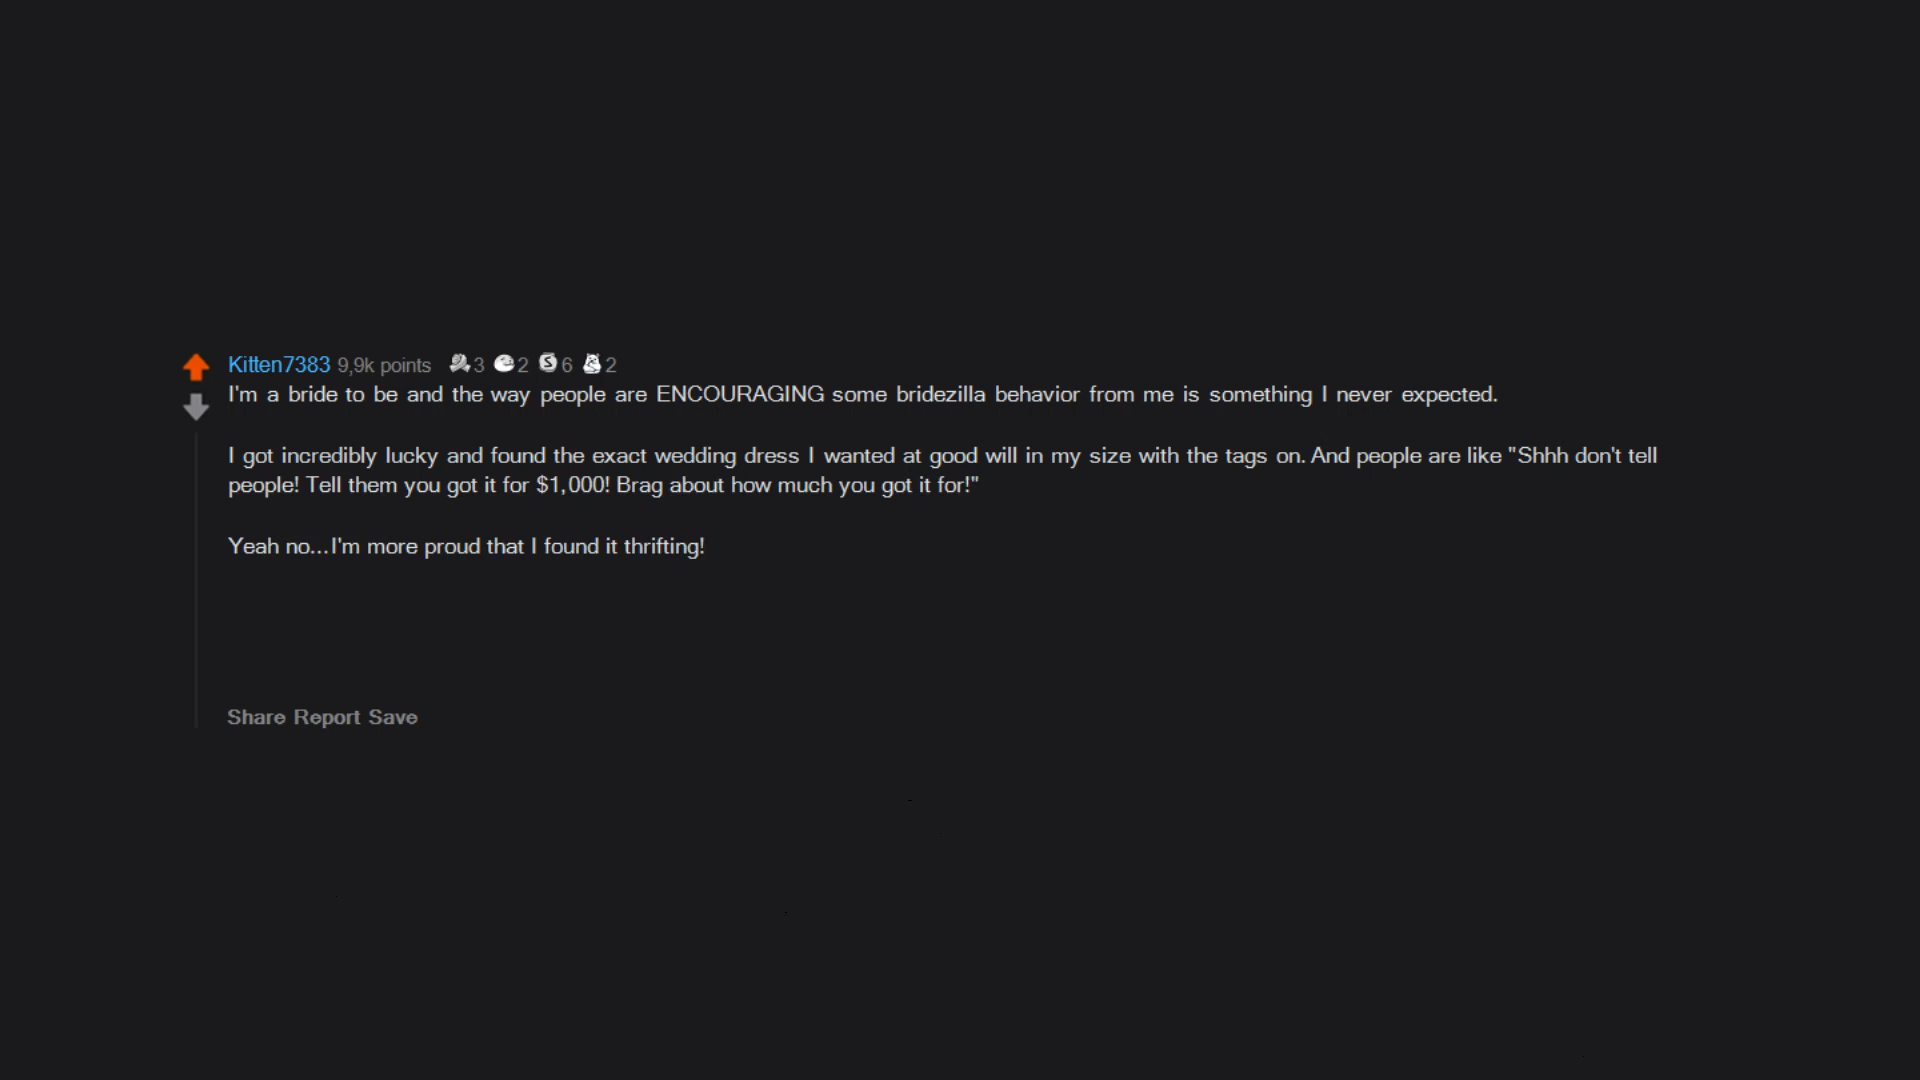 Kitten7383 9,9k points 3 2 6 2
I'm a bride to be and the way people are ENCOURAGING some bridezilla behavior from me is something I never expected.
I got incredibly lucky and found the exact wedding dress I wanted at good will in my size with the tags on. And people are like "Shhh don't tell
people! Tell them you got it for $1,000! Brag about how much you got it for!"
Yeah no...I'm more proud that I found it thrifting!
Share Report Save